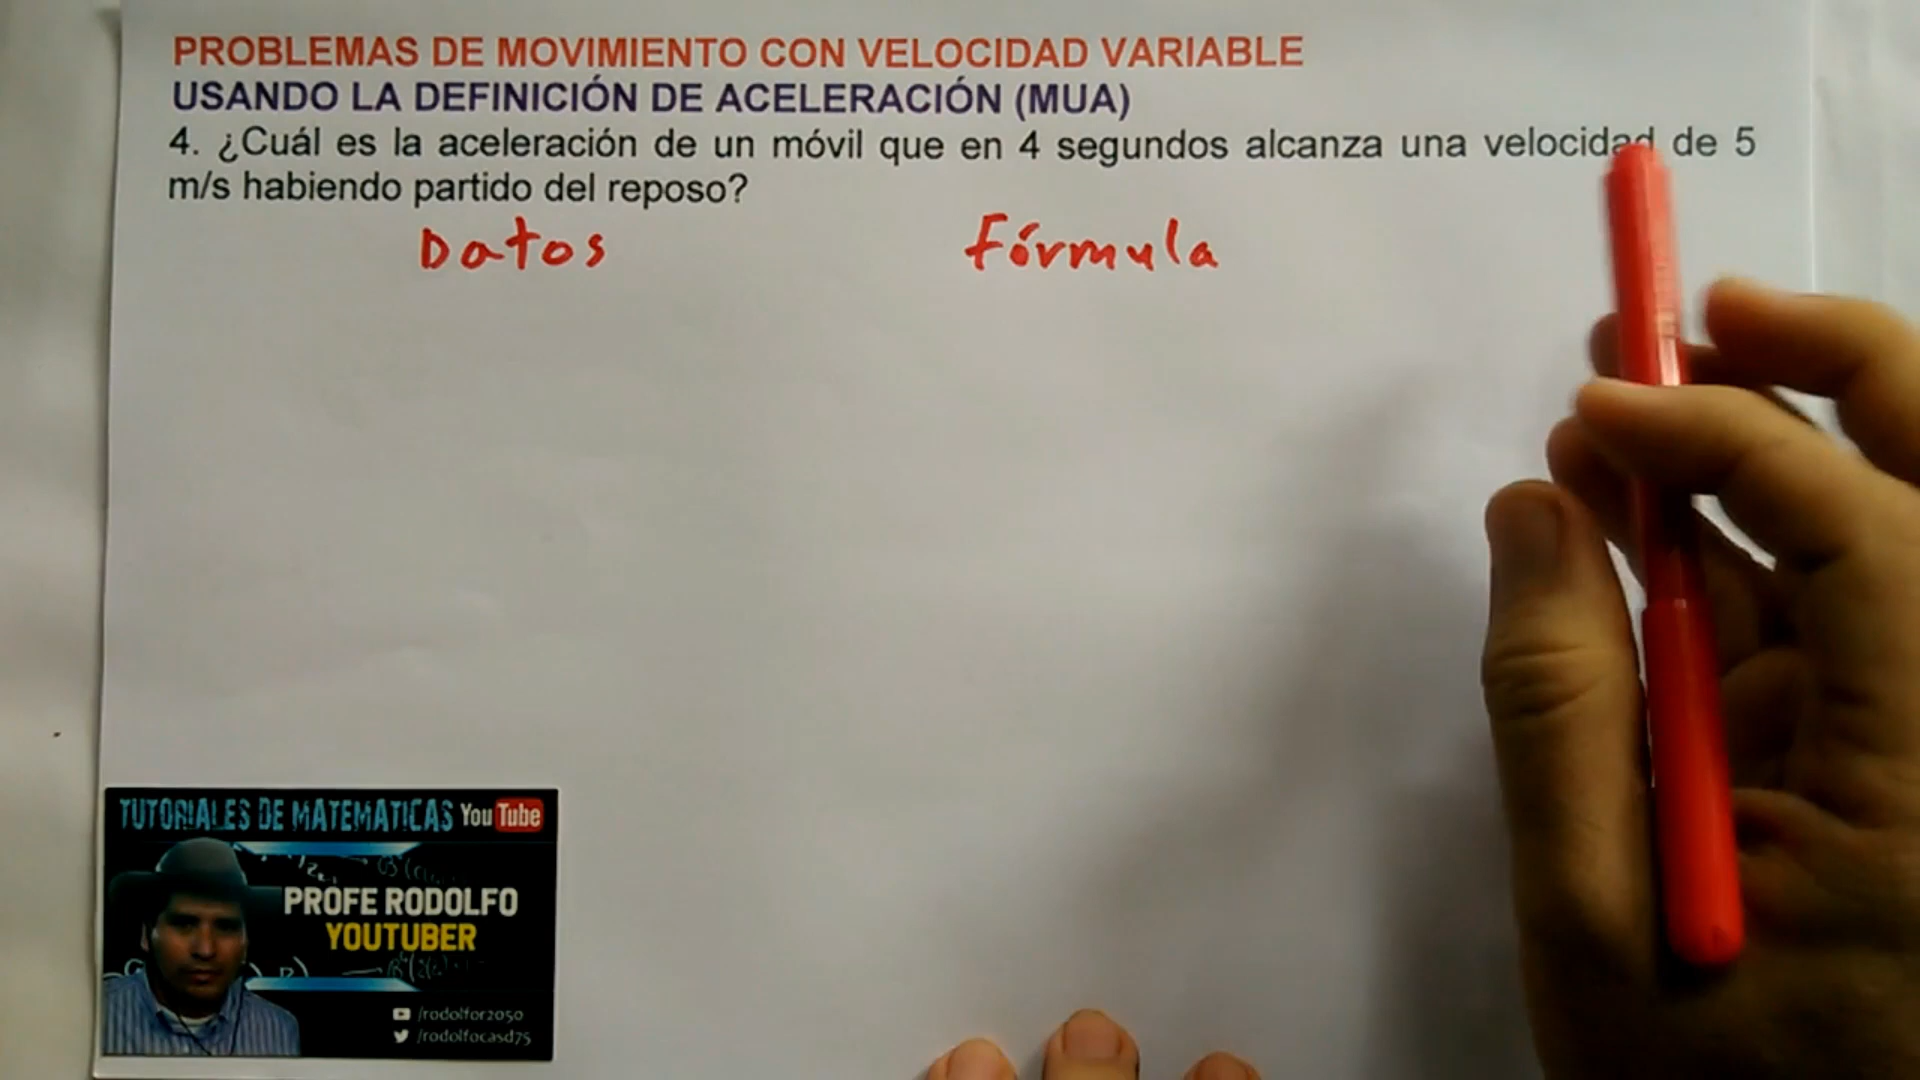 PROBLEMAS DE MOVIMIENTO CON VELOCIDAD VARIABLE
USANDO LA DEFINICIÓN DE ACELERACIÓN (MUA)
4. ¿Cuál es la aceleración de un móvil que en 4 segundos alcanza una velocidad de 5
m/s habiendo partido del reposo?
Datos Fórmula
TUTORIALES DE MATEMATICAS YouTube
PROFE RODOLFO
YOUTUBER
/rodolfor2050
/rodolfocasd75